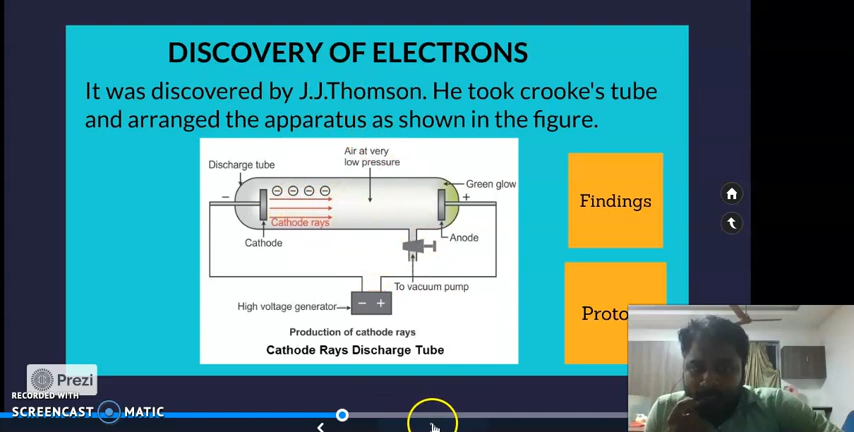 DISCOVERY OF ELECTRONS
It was discovered by J.J.Thomson. He took crooke's tube
and arranged the apparatus as shown in the figure.
Air at very
low pressure
Discharge tube
Green glow
−
+
Cathode rays
Cathode
Anode
To vacuum pump
High voltage generator
− +
Production of cathode rays
Cathode Rays Discharge Tube
Findings
Proto
Prezi
RECORDED WITH
SCREENCAST MATIC